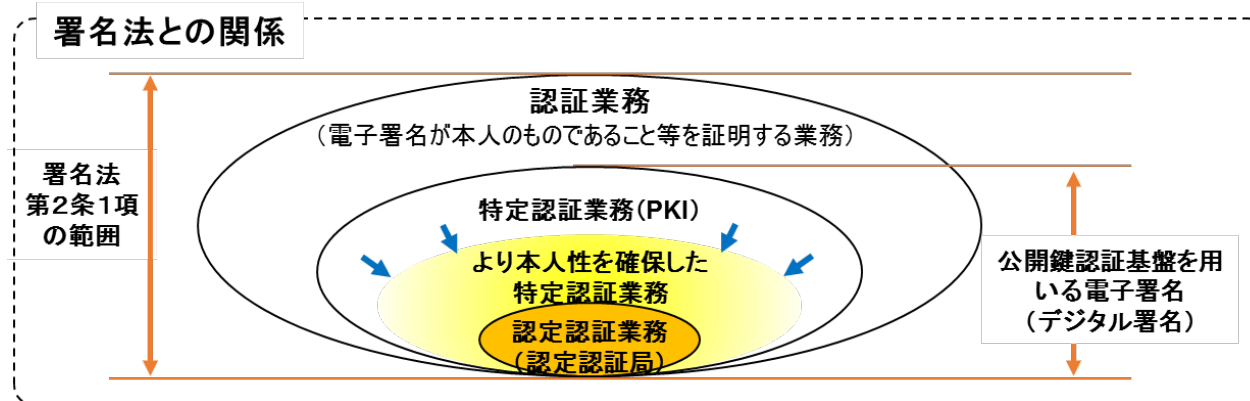 署名法との関係
認証業務
（電子署名が本人のものであること等を証明する業務）
署名法
第２条１項
の範囲
特定認証業務（PKI）
より本人性を確保した
特定認証業務
認定認証業務
（認定認証局）
公開鍵認証基盤を用
いる電子署名
（デジタル署名）